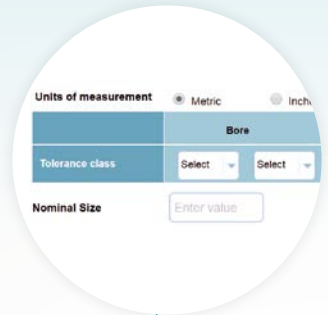 Units of measurement Metric
Bore
Tolerance class Select Select
Nominal Size Enter value